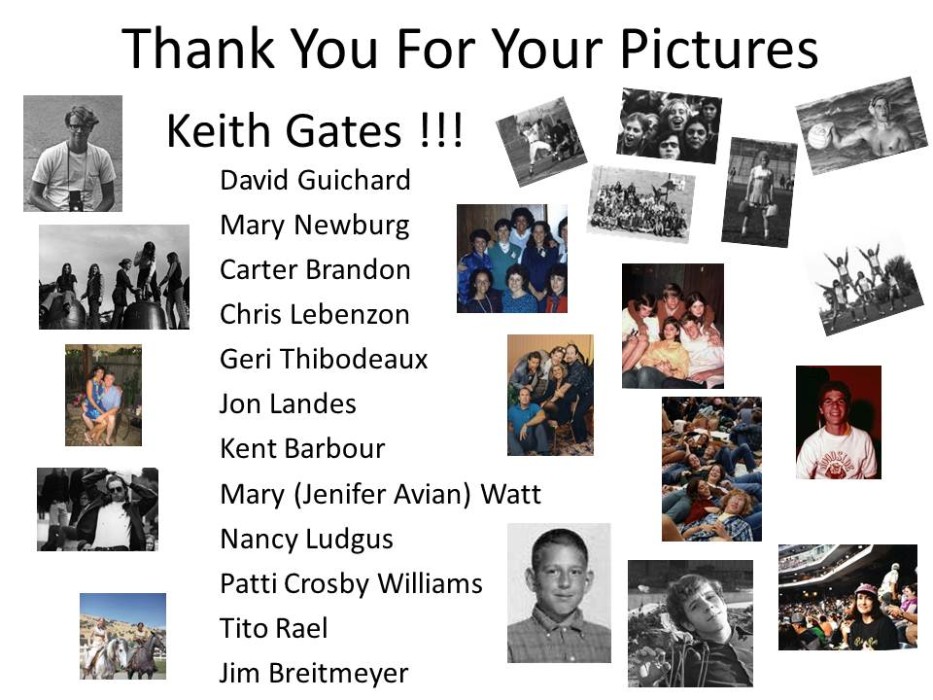 Thank You For Your Pictures
Keith Gates !!!
David Guichard
Mary Newburg
Carter Brandon
Chris Lebenzon
Geri Thibodeaux
Jon Landes
Kent Barbour
Mary (Jenifer Avian) Watt
Nancy Ludgus
Patti Crosby Williams
Tito Rael
Jim Breitmeyer